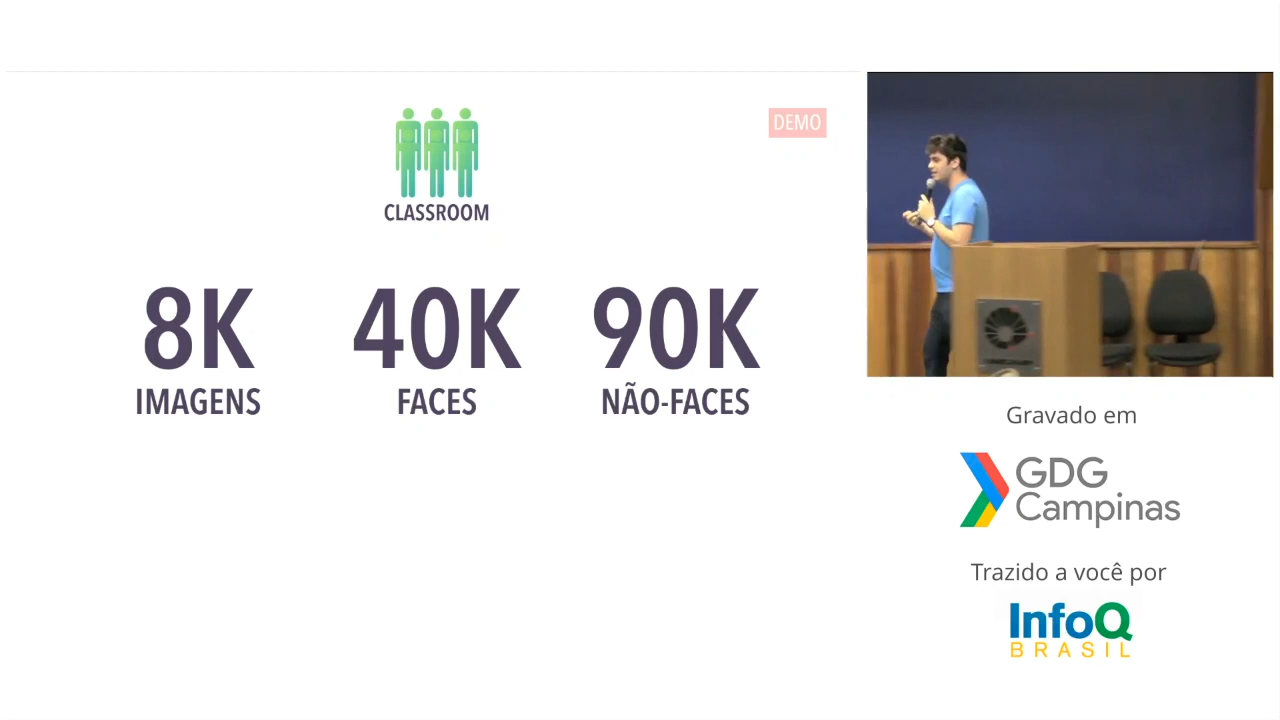 CLASSROOM
DEMO
8K
IMAGENS
40K
FACES
90K
NÃO-FACES
Gravado em
GDG
Campinas
Trazido a você por
InfoQ
BRASIL